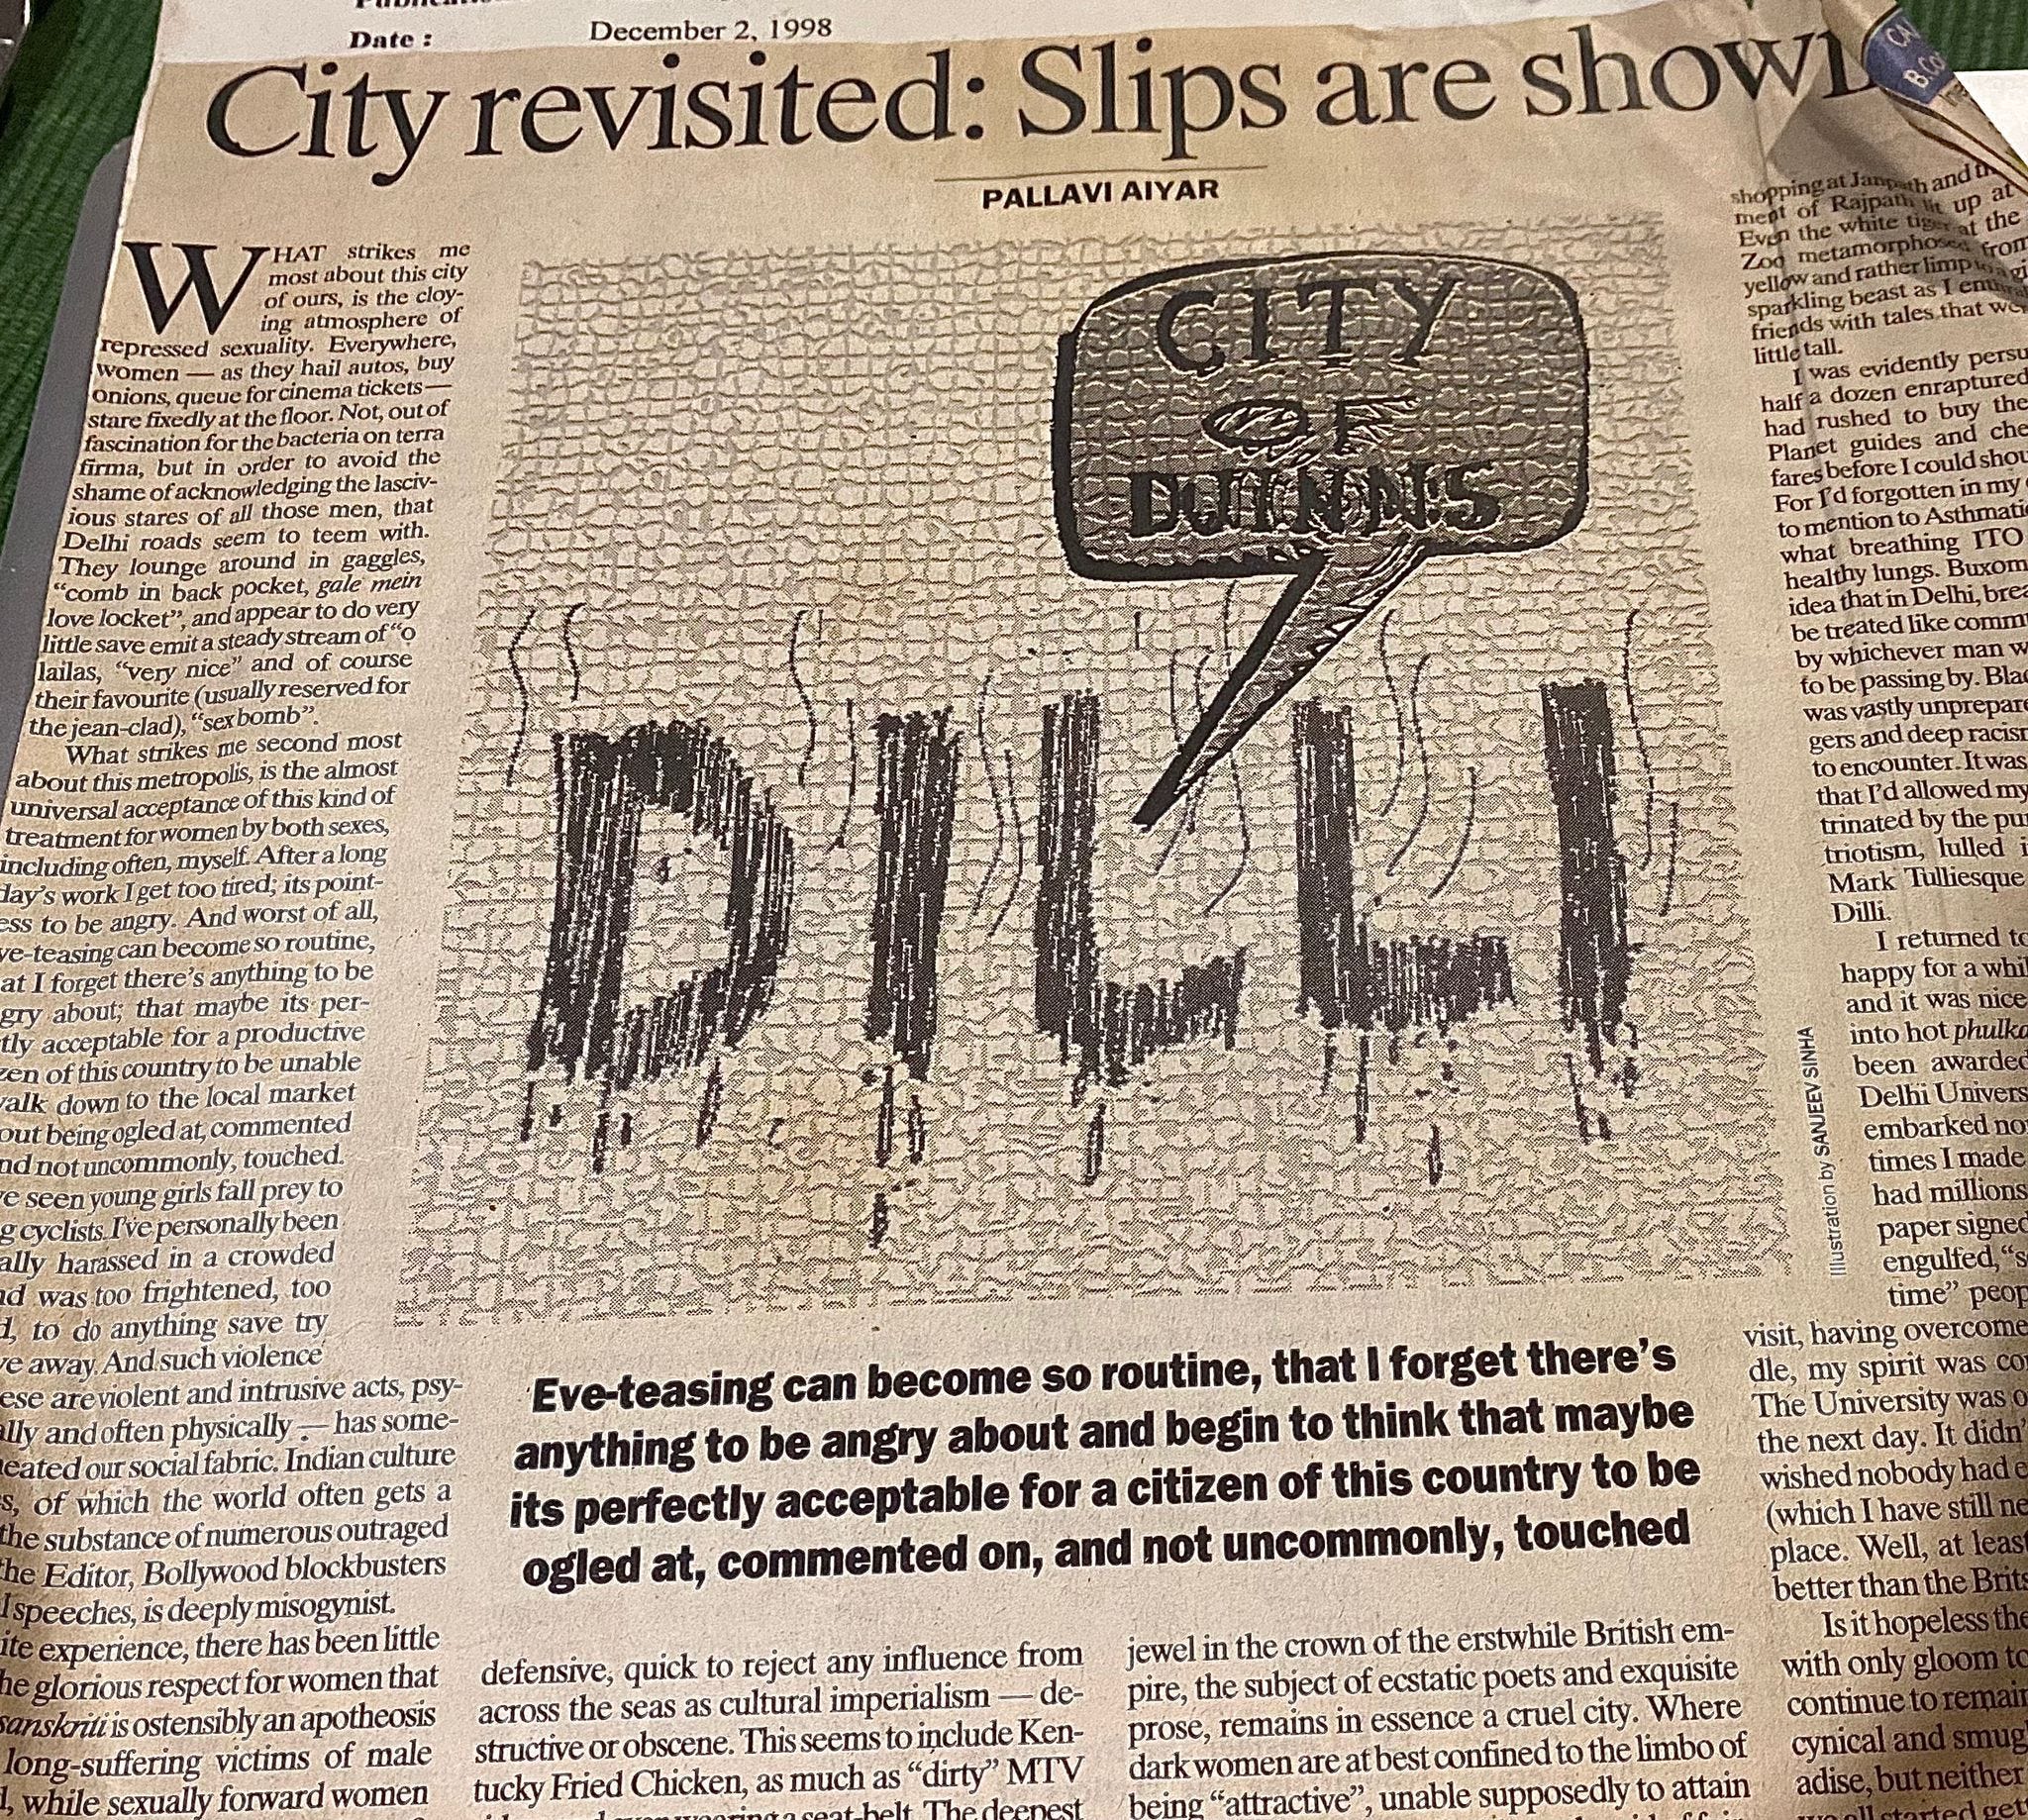 Date : December 2, 1998
City revisited: Slips are
PALLAVI AIYAR
WHAT strikes me
most about this city
of ours, is the cloy-
ing atmosphere of
repressed sexuality. Everywhere,
women — as they hail autos, buy
onions, queue for cinema tickets—
stare fixedly at the floor. Not, out of
fascination for the bacteria on terra
firma, but in order to avoid the
shame of acknowledging the lasciv-
ious stares of all those men, that
Delhi roads seem to teem with.
They lounge around in gaggles,
“comb in back pocket, gale mein
love locket”, and appear to do very
little save emit a steady stream of “o
lailas, “very nice” and of course
their favourite (usually reserved for
the jean-clad), “sex bomb”.
What strikes me second most
about this metropolis, is the almost
universal acceptance of this kind of
treatment for women by both sexes,
including often, myself. After a long
day's work I get too tired; its point-
to be angry. And worst of all,
can become so routine,
at I forget there's anything to be
about; that maybe its per-
acceptable for a productive
of this country to be unable
down to the local market
being ogled at, commented
not uncommonly, touched.
seen young girls fall prey to
cyclists. I've personally been
harassed in a crowded
was too frightened, too
to do anything save try
away. And such violence
are violent and intrusive acts, psy-
and often physically — has some-
our social fabric. Indian culture
of which the world often gets a
the substance of numerous outraged
the Editor, Bollywood blockbusters
speeches, is deeply misogynist.
experience, there has been little
glorious respect for women that
sanskriti is ostensibly an apotheosis
long-suffering victims of male
while sexually forward women
CITY
OF
DJINNS
DILLI
Illustration by SANJEEV SINHA
Eve-teasing can become so routine, that I forget there's
anything to be angry about and begin to think that maybe
its perfectly acceptable for a citizen of this country to be
ogled at, commented on, and not uncommonly, touched
defensive, quick to reject any influence from
across the seas as cultural imperialism — de-
structive or obscene. This seems to include Ken-
tucky Fried Chicken, as much as “dirty” MTV
a seat-belt. The deepest
jewel in the crown of the erstwhile British em-
pire, the subject of ecstatic poets and exquisite
prose, remains in essence a cruel city. Where
dark women are at best confined to the limbo of
being “attractive”, unable supposedly to attain
shopping at Janpath and
ment of Rajpath lit up at
Even the white tiger at the
Zoo metamorphosed from
yellow and rather limp
sparkling beast as I
friends with tales that
little tall.
I was evidently
half a dozen enraptured
had rushed to buy the
Planet guides and
fares before I could
For I'd forgotten in my
to mention to
what breathing ITO
healthy lungs. Buxom
idea that in Delhi,
be treated like
by whichever man
to be passing by.
was vastly
gers and deep
to encounter. It was
that I'd allowed my
trinated by the
triotism, lulled
Mark Tulliesque
Dilli.
I returned
happy for a
and it was nice
into hot
been awarded
Delhi
embarked
times I made
had millions
paper signed
engulfed,
time”
visit, having overcome
dle, my spirit was
The University was
the next day. It
wished nobody had
(which I have still
place. Well, at least
better than the Brits
Is it hopeless
with only gloom
continue to remain
cynical and smug
adise, but neither